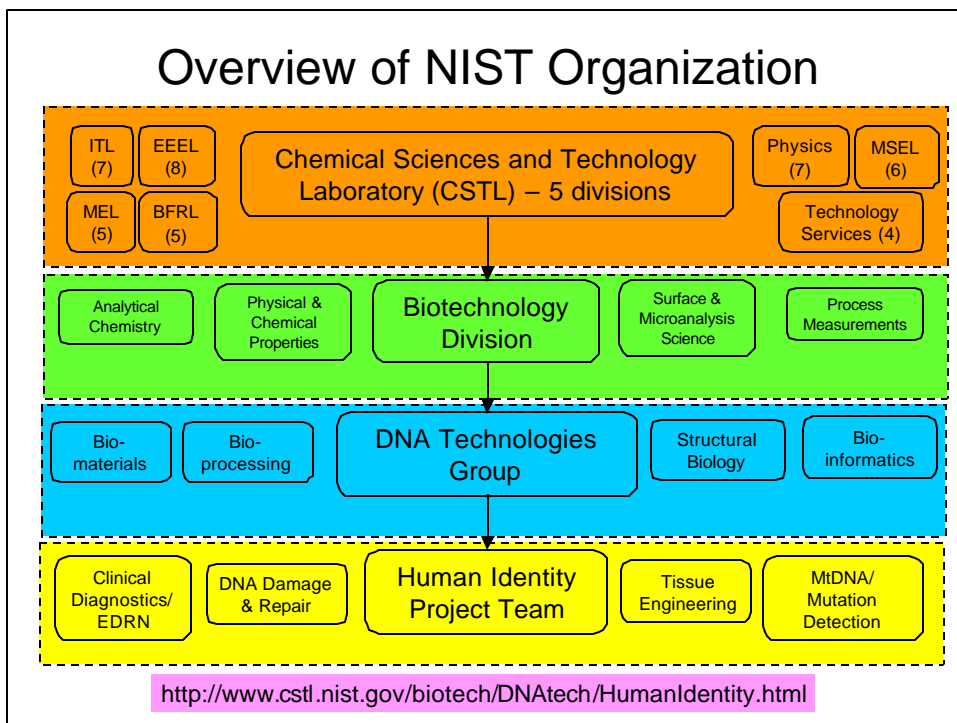 Overview of NIST Organization
ITL
(7)
EEEL
(8)
MEL
(5)
BFRL
(5)
Chemical Sciences and Technology
Laboratory (CSTL) – 5 divisions
Physics
(7)
MSEL
(6)
Technology
Services (4)
Analytical
Chemistry
Physical &
Chemical
Properties
Biotechnology
Division
Surface &
Microanalysis
Science
Process
Measurements
Bio-
materials
Bio-
processing
DNA Technologies
Group
Structural
Biology
Bio-
informatics
Clinical
Diagnostics/
EDRN
DNA Damage
& Repair
Human Identity
Project Team
Tissue
Engineering
MtDNA/
Mutation
Detection
http://www.cstl.nist.gov/biotech/DNAtech/HumanIdentity.html